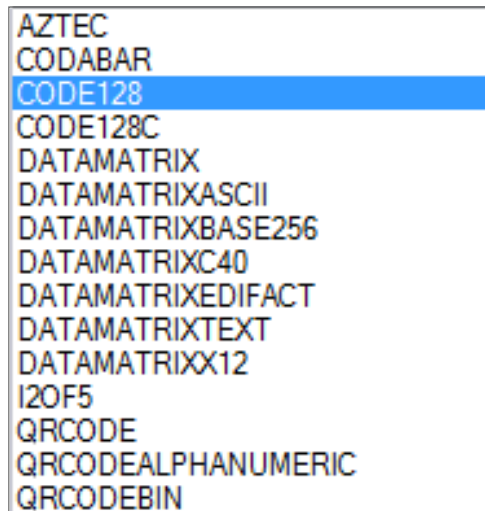 AZTEC
CODABAR
CODE128
CODE128C
DATAMATRIX
DATAMATRIXASCII
DATAMATRIXBASE256
DATAMATRIXC40
DATAMATRIXEDIFACT
DATAMATRIXTEXT
DATAMATRIXX12
I2OF5
QRCODE
QRCODEALPHANUMERIC
QRCODEBIN